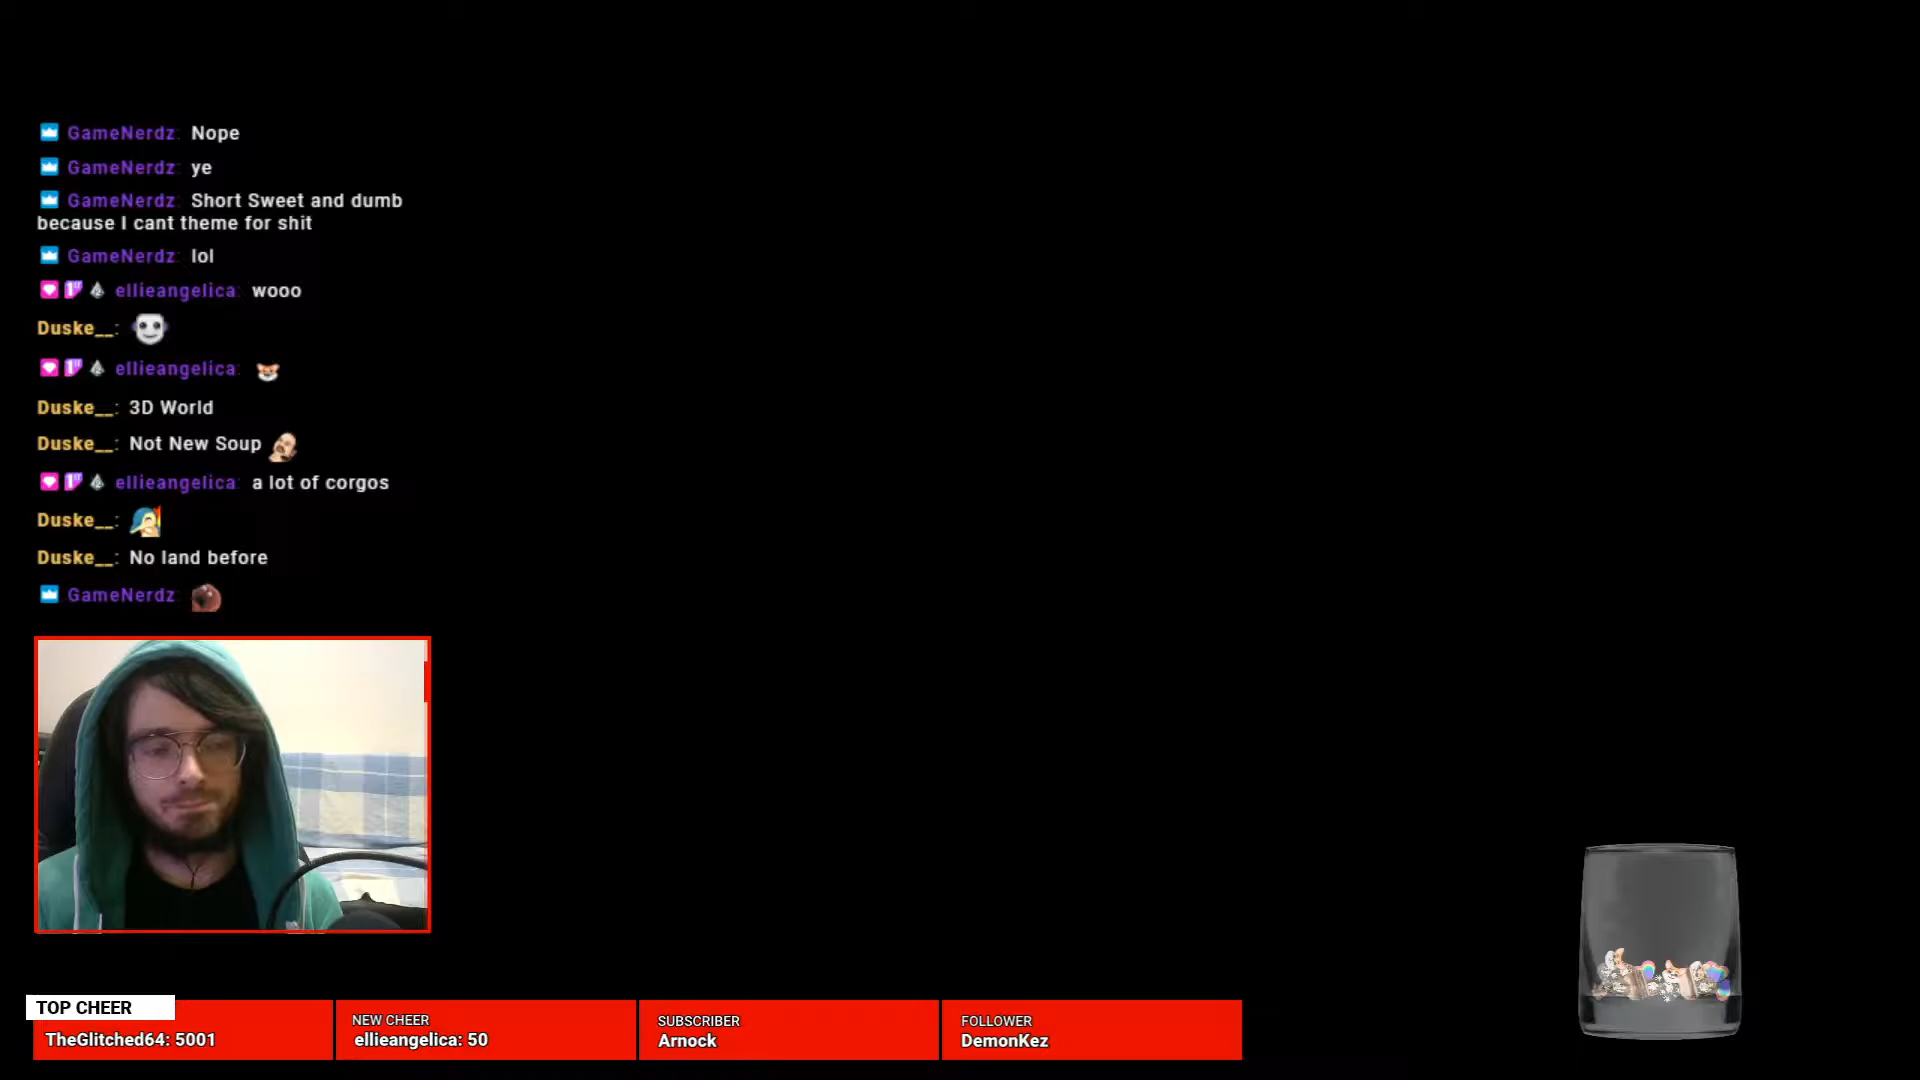 GameNerdz: Nope
GameNerdz: ye
GameNerdz: Short Sweet and dumb
because I cant theme for shit
GameNerdz: lol
ellieangelica: wooo
Duske__:
ellieangelica:
Duske__: 3D World
Duske__: Not New Soup
ellieangelica: a lot of corgos
Duske__:
Duske__: No land before
GameNerdz:
TOP CHEER
TheGlitched64: 5001
NEW CHEER
ellieangelica: 50
SUBSCRIBER
Arnock
FOLLOWER
DemonKez